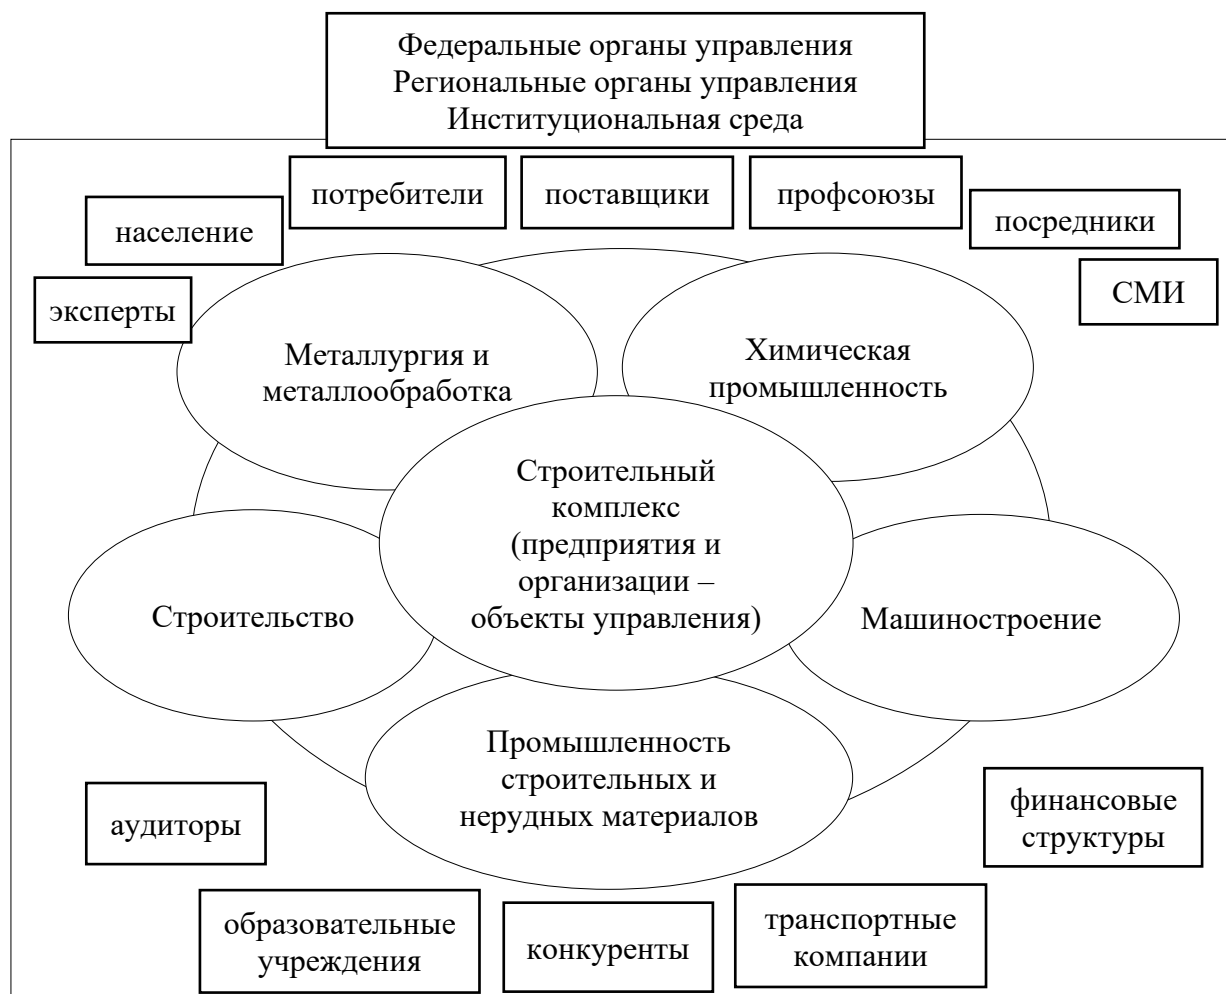 Федеральные органы управления
Региональные органы управления
Институциональная среда
потребители
поставщики
профсоюзы
посредники
население
СМИ
эксперты
Металлургия и
металлообработка
Химическая
промышленность
Строительный
комплекс
(предприятия и
организации –
объекты управления)
Строительство
Машиностроение
Промышленность
строительных и
нерудных материалов
аудиторы
финансовые
структуры
образовательные
учреждения
конкуренты
транспортные
компании